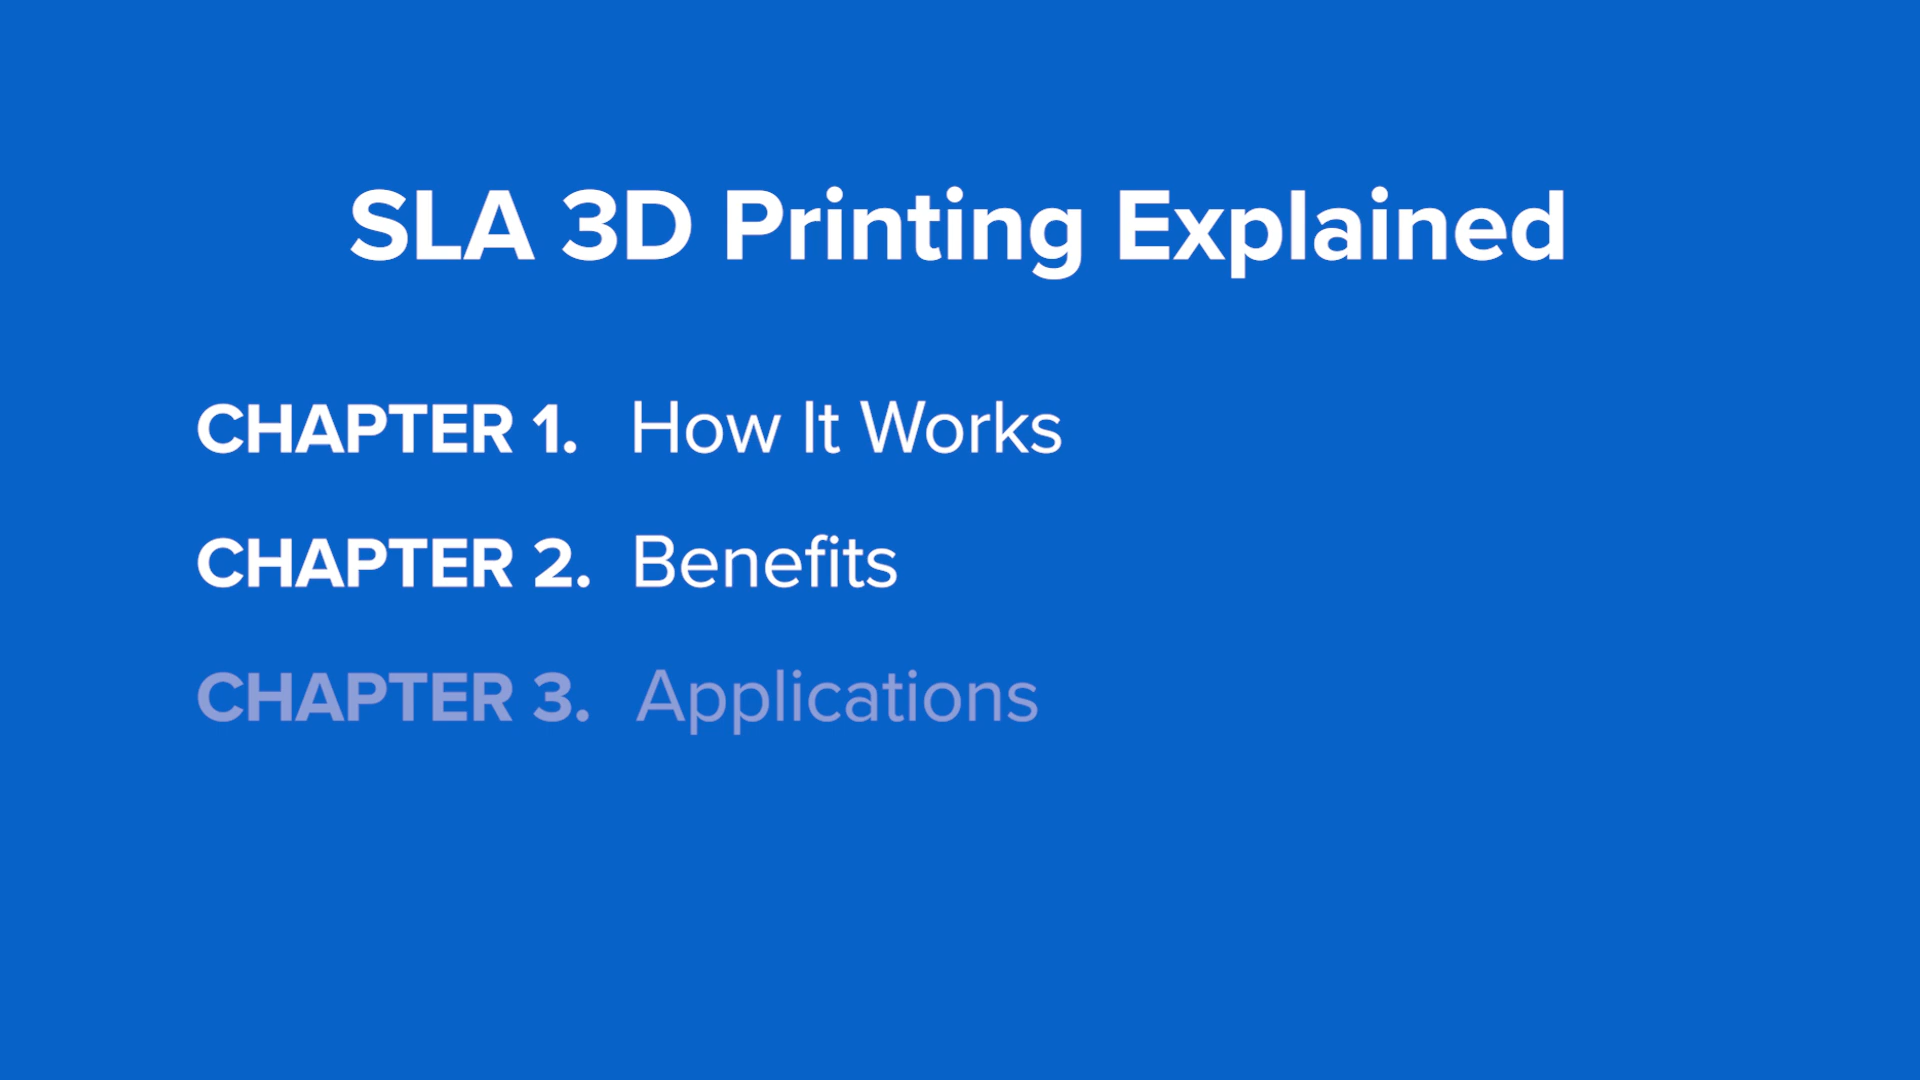 SLA 3D Printing Explained
CHAPTER 1. How It Works
CHAPTER 2. Benefits
CHAPTER 3. Applications